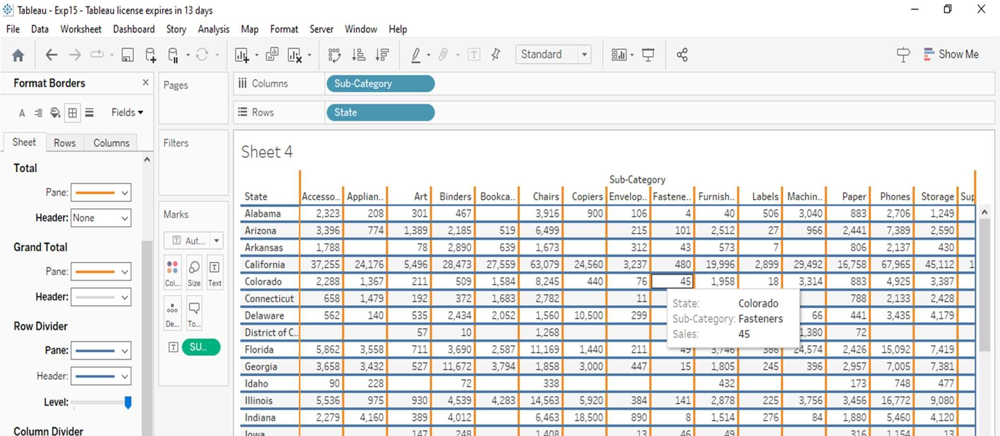 Tableau - Exp15 - Tableau license expires in 13 days
File Data Worksheet Dashboard Story Analysis Map Format Server Window Help
Standard Show Me
Format Borders
Fields
Sheet Rows Columns
Total
Pane:
Header: None
Grand Total
Pane:
Header:
Row Divider
Pane:
Header:
Level:
Column Divider
Pages
Filters
Marks
Aut...
Col... Size Text
De... To...
SU..
Columns Sub-Category
Rows State
Sheet 4
Sub-Category
State Accesso.. Applian.. Art Binders Bookca.. Chairs Copiers Envelop.. Fastene.. Furnish.. Labels Machin.. Paper Phones Storage Sup
Alabama 2,323 208 301 467 3,916 900 106 4 40 506 3,040 883 2,706 1,249
Arizona 3,396 774 1,389 2,185 519 6,499 215 101 2,512 27 966 2,441 7,389 2,590
Arkansas 1,788 78 2,890 639 1,673 312 43 573 7 806 2,137 430
California 37,255 24,176 5,496 28,473 27,559 63,079 24,560 3,237 480 19,996 2,899 29,492 16,758 67,965 45,112 1
Colorado 2,288 1,367 211 509 1,584 8,245 440 76 45 1,958 18 3,314 883 4,925 3,387
Connecticut 658 1,479 192 372 1,683 2,782 11 788 2,133 2,428
Delaware 562 140 535 2,434 2,052 1,560 10,500 299 66 441 3,435 4,179
District of C.. 57 10 1,268 1,380 72
Florida 5,862 3,558 711 3,690 2,587 11,169 1,440 211 49 3,746 386 24,574 2,426 15,092 7,419
Georgia 3,658 3,432 527 11,672 3,794 1,858 3,000 447 15 1,805 245 396 2,957 7,005 7,381
Idaho 90 228 72 338 432 173 748 477
Illinois 5,536 975 930 4,539 4,283 14,563 5,920 384 141 2,878 225 3,756 3,456 16,772 9,080
Indiana 2,279 4,160 389 4,012 6,463 18,500 890 8 1,514 276 84 1,880 5,460 4,120
Iowa 147 248 1,408 13 46 49 316 1,154 13
State: Colorado
Sub-Category: Fasteners
Sales: 45